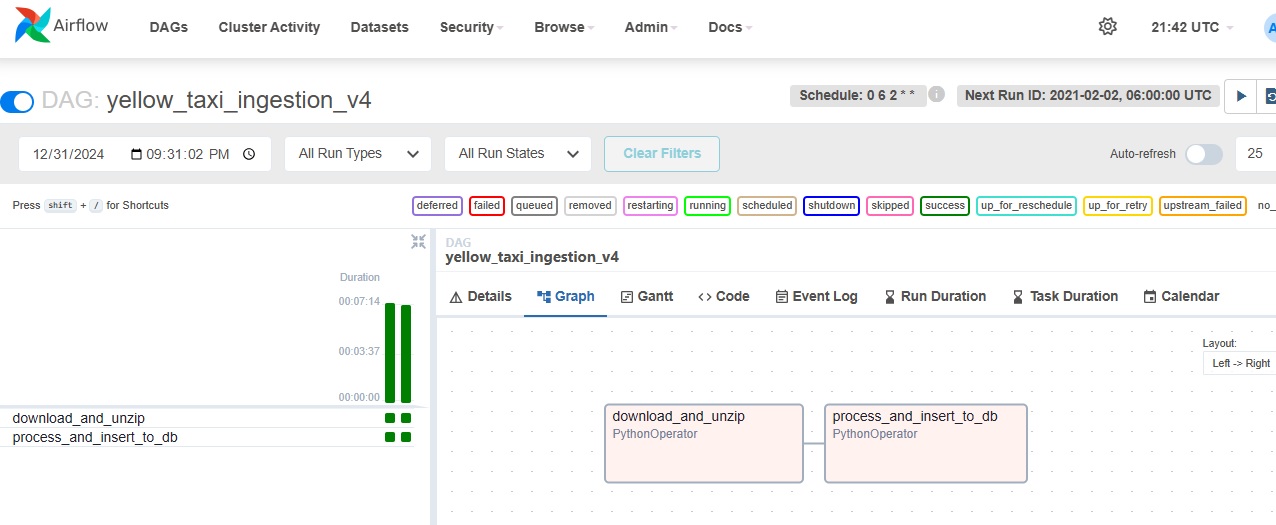 Airflow DAGs Cluster Activity Datasets Security Browse Admin Docs 21:42 UTC A
DAG: yellow_taxi_ingestion_v4 Schedule: 0 6 2 * * i Next Run ID: 2021-02-02, 06:00:00 UTC
12/31/2024 09:31:02 PM All Run Types All Run States Clear Filters Auto-refresh 25
Press shift + / for Shortcuts deferred failed queued removed restarting running scheduled shutdown skipped success up_for_reschedule up_for_retry upstream_failed no_
DAG
yellow_taxi_ingestion_v4
Duration
00:07:14
00:03:37
00:00:00
download_and_unzip
process_and_insert_to_db
Details Graph Gantt Code Event Log Run Duration Task Duration Calendar
Layout:
Left -> Right
download_and_unzip
PythonOperator
process_and_insert_to_db
PythonOperator